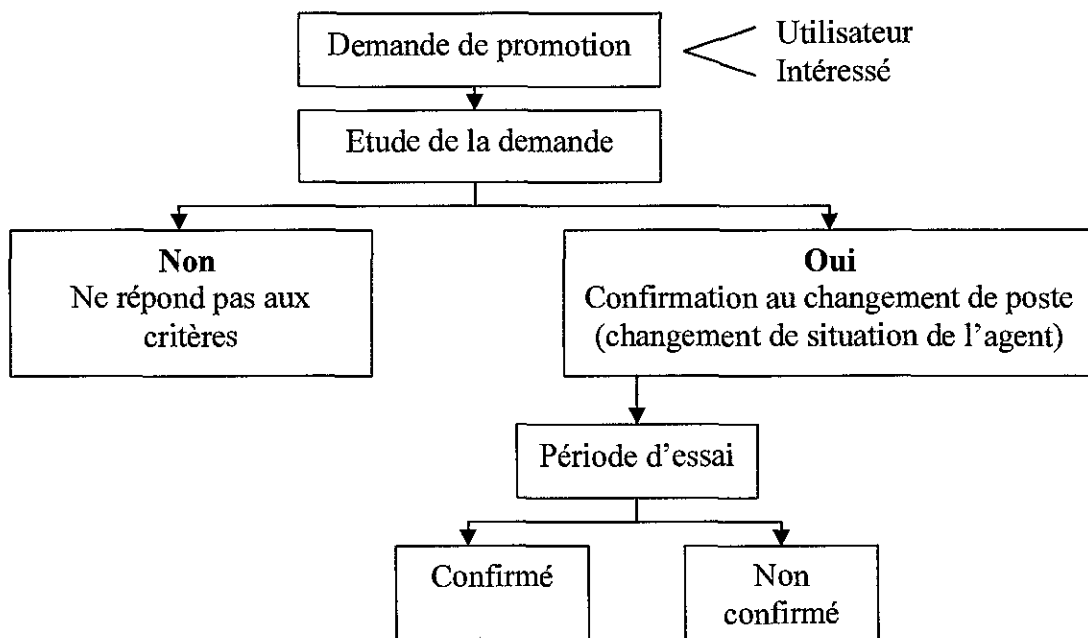 Demande de promotion
Utilisateur
Intéressé
Etude de la demande
Non
Ne répond pas aux
critères
Oui
Confirmation au changement de poste
(changement de situation de l'agent)
Période d'essai
Confirmé
Non
confirmé